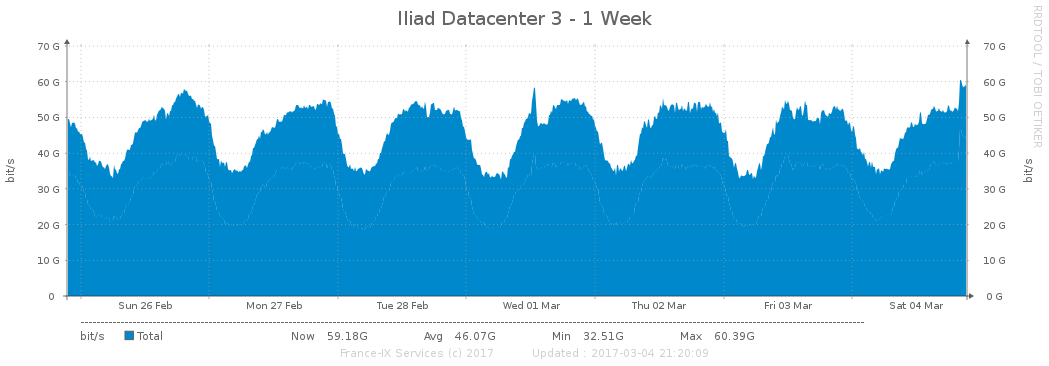 Iliad Datacenter 3 - 1 Week
RRDTOOL / TOBI OETIKER
70 G 70 G
60 G 60 G
50 G 50 G
40 G 40 G
30 G 30 G
20 G 20 G
10 G 10 G
0 0 G
bit/s bit/s
Sun 26 Feb Mon 27 Feb Tue 28 Feb Wed 01 Mar Thu 02 Mar Fri 03 Mar Sat 04 Mar
bit/s Total Now 59.18G Avg 46.07G Min 32.51G Max 60.39G
France-IX Services (c) 2017 Updated : 2017-03-04 21:20:09